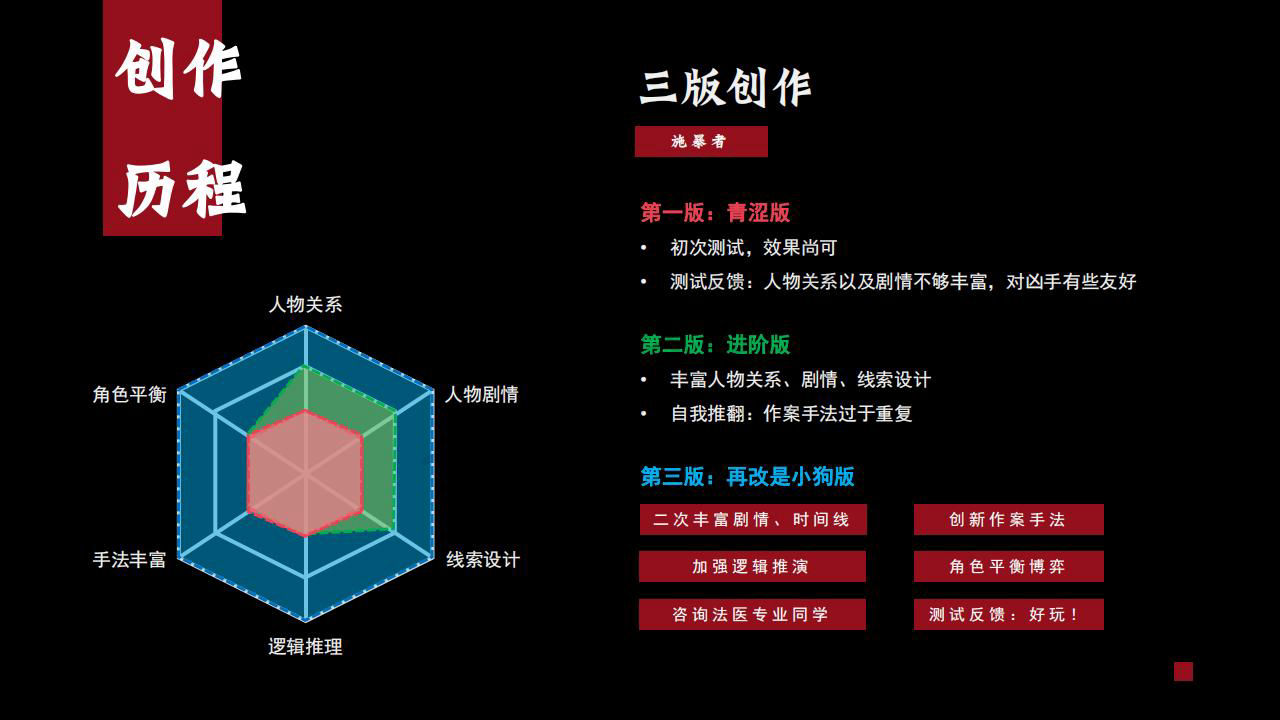 创作
历程
人物关系
人物剧情
线索设计
逻辑推理
手法丰富
角色平衡
三版创作
施暴者
第一版：青涩版
• 初次测试，效果尚可
• 测试反馈：人物关系以及剧情不够丰富，对凶手有些友好
第二版：进阶版
• 丰富人物关系、剧情、线索设计
• 自我推翻：作案手法过于重复
第三版：再改是小狗版
二次丰富剧情、时间线
创新作案手法
加强逻辑推演
角色平衡博弈
咨询法医专业同学
测试反馈：好玩！